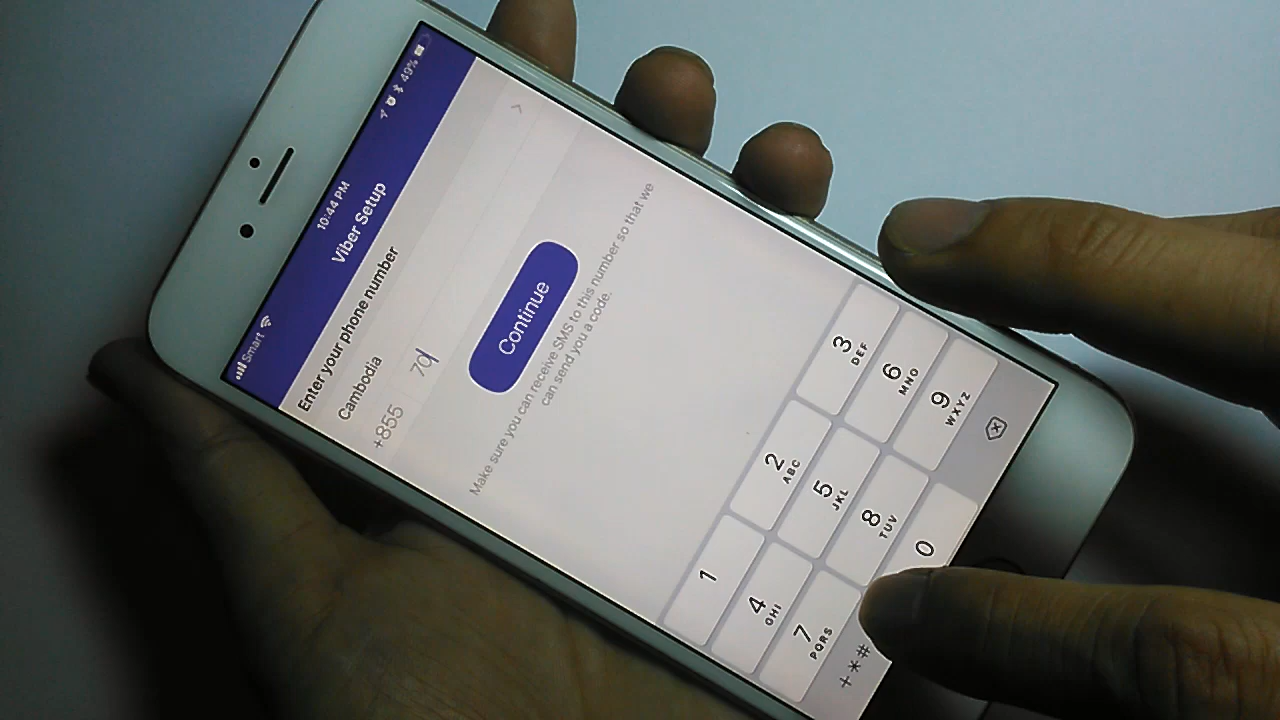 Smart 10:44 PM 49%
Viber Setup
Enter your phone number
Cambodia
+855 70
Continue
Make sure you can receive SMS to this number so that we
can send you a code.
1 2 3
ABC DEF
4 5 6
GHI JKL MNO
7 8 9
PQRS TUV WXYZ
+*# 0